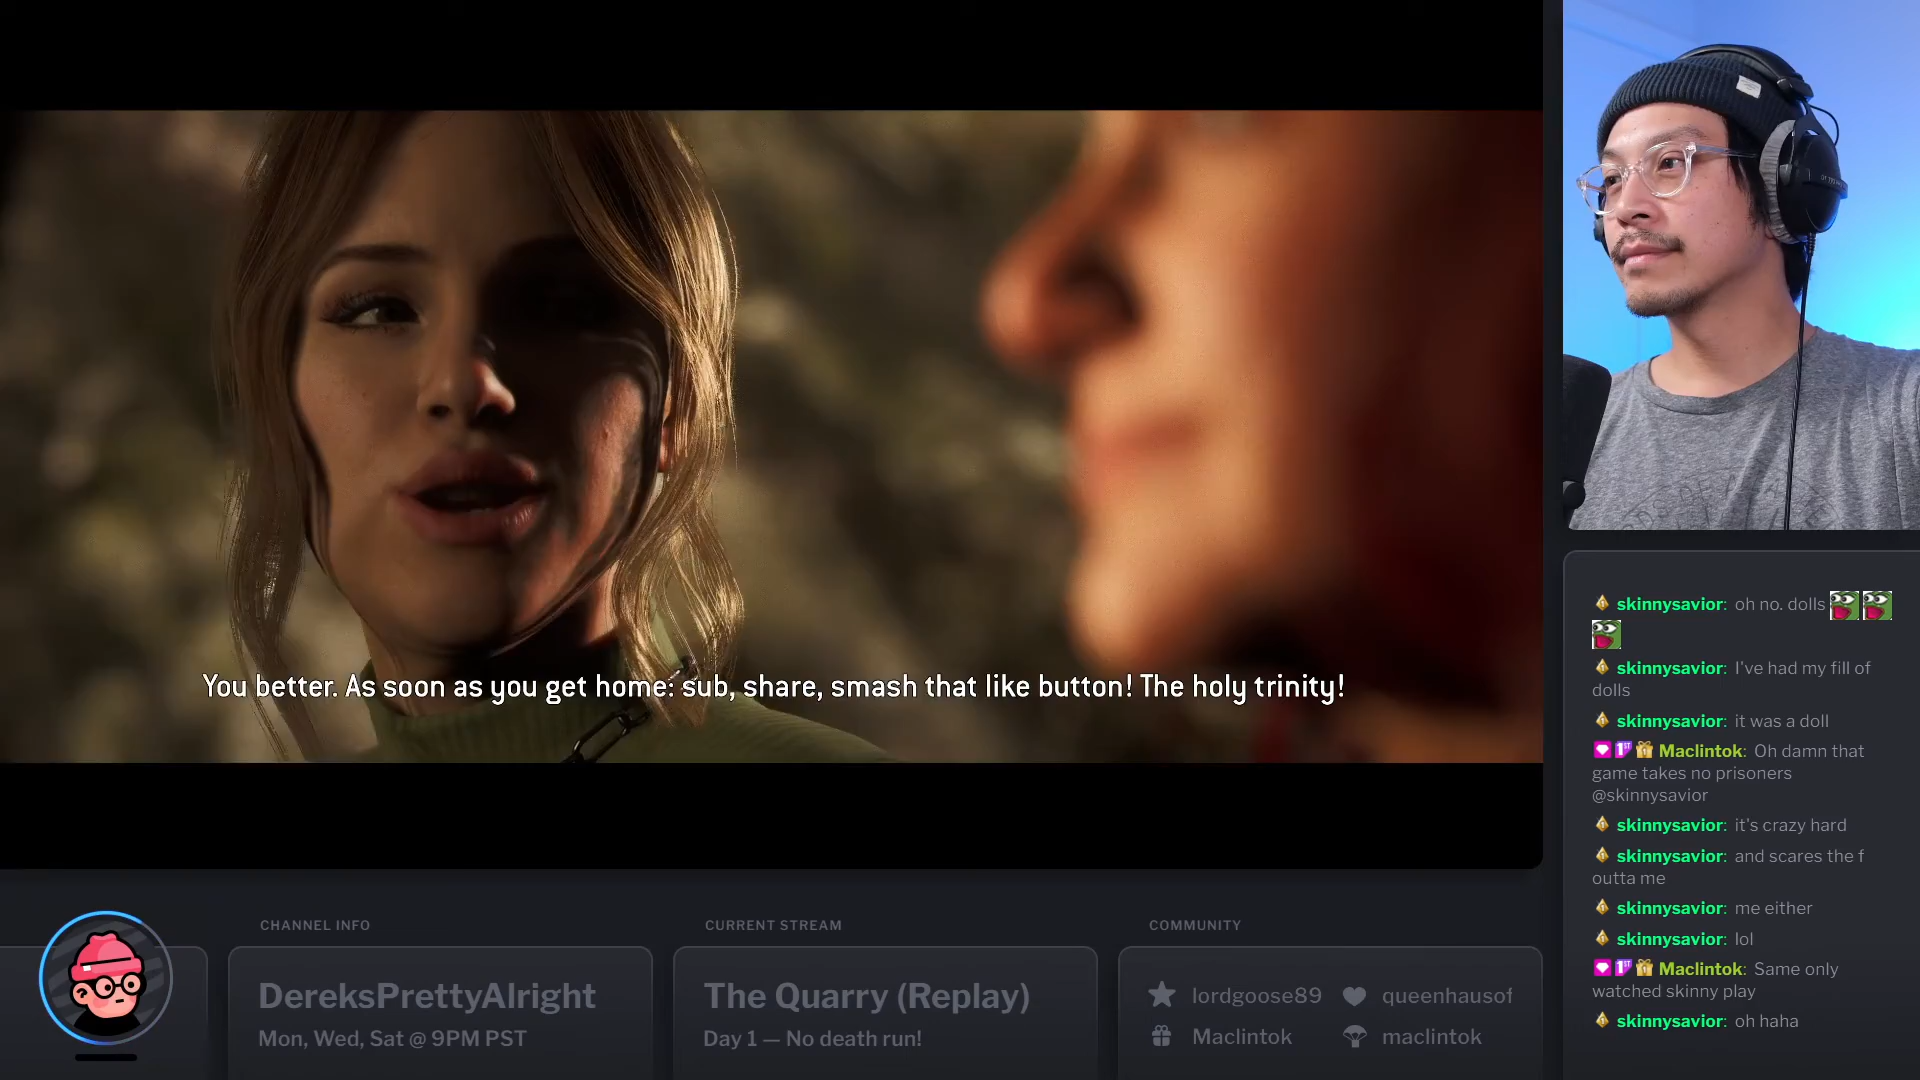 You better. As soon as you get home: sub, share, smash that like button! The holy trinity!
skinnysavior: oh no. dolls
skinnysavior: I've had my fill of
dolls
skinnysavior: it was a doll
1ST Maclintok: Oh damn that
game takes no prisoners
@skinnysavior
skinnysavior: it's crazy hard
skinnysavior: and scares the f
outta me
skinnysavior: me either
skinnysavior: lol
1ST Maclintok: Same only
watched skinny play
skinnysavior: oh haha
CHANNEL INFO
DereksPrettyAlright
Mon, Wed, Sat @ 9PM PST
CURRENT STREAM
The Quarry (Replay)
Day 1 — No death run!
COMMUNITY
lordgoose89 queenhausof
Maclintok maclintok